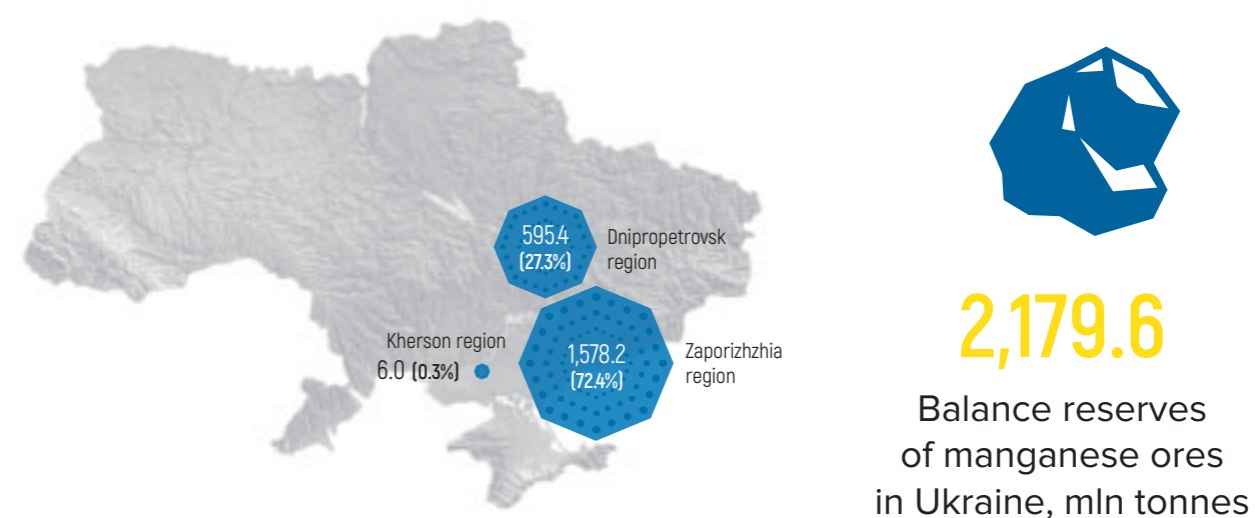 595.4
(27.3%)
Dnipropetrovsk
region
Kherson region
6.0 (0.3%)
1,578.2
(72.4%)
Zaporizhzhia
region
2,179.6
Balance reserves
of manganese ores
in Ukraine, mln tonnes